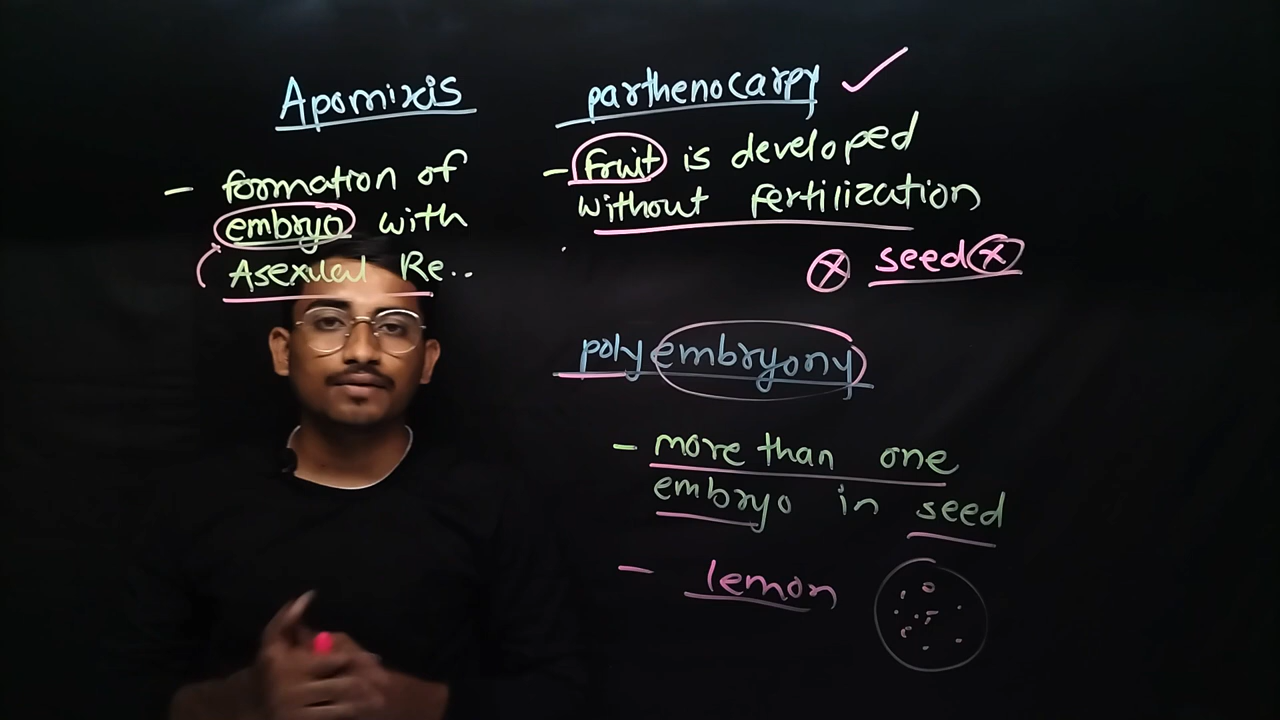 Apomixis
- formation of
embryo with
Asexual Re..
parthenocarpy ✓
- fruit is developed
without fertilization
ⓧ seed ⓧ
polyembryony
- more than one
embryo in seed
- lemon